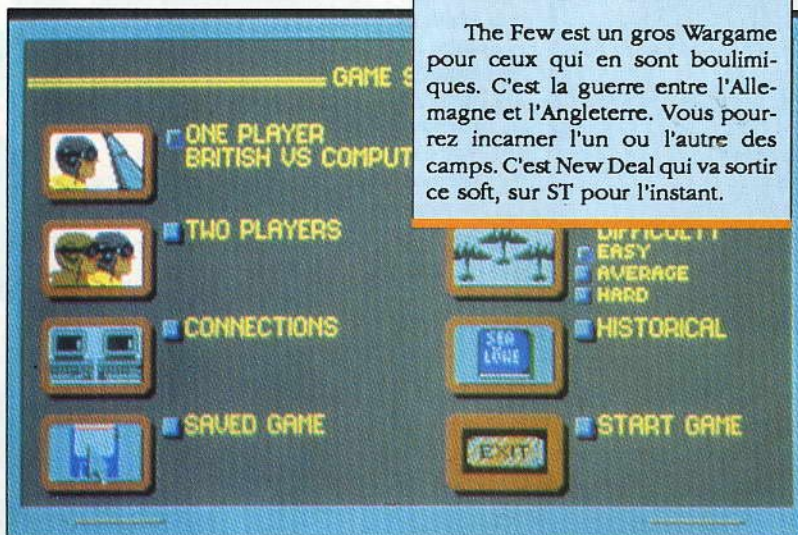 The Few est un gros Wargame
pour ceux qui en sont boulimi-
ques. C'est la guerre entre l'Alle-
magne et l'Angleterre. Vous pour-
rez incarner l'un ou l'autre des
camps. C'est New Deal qui va sortir
ce soft, sur ST pour l'instant.
GAME
ONE PLAYER
BRITISH VS
TWO PLAYERS
CONNECTIONS
SAVED GAME
DIFFICULTY
EASY
AVERAGE
HARD
SEA
LÖWE
HISTORICAL
EXIT
START GAME